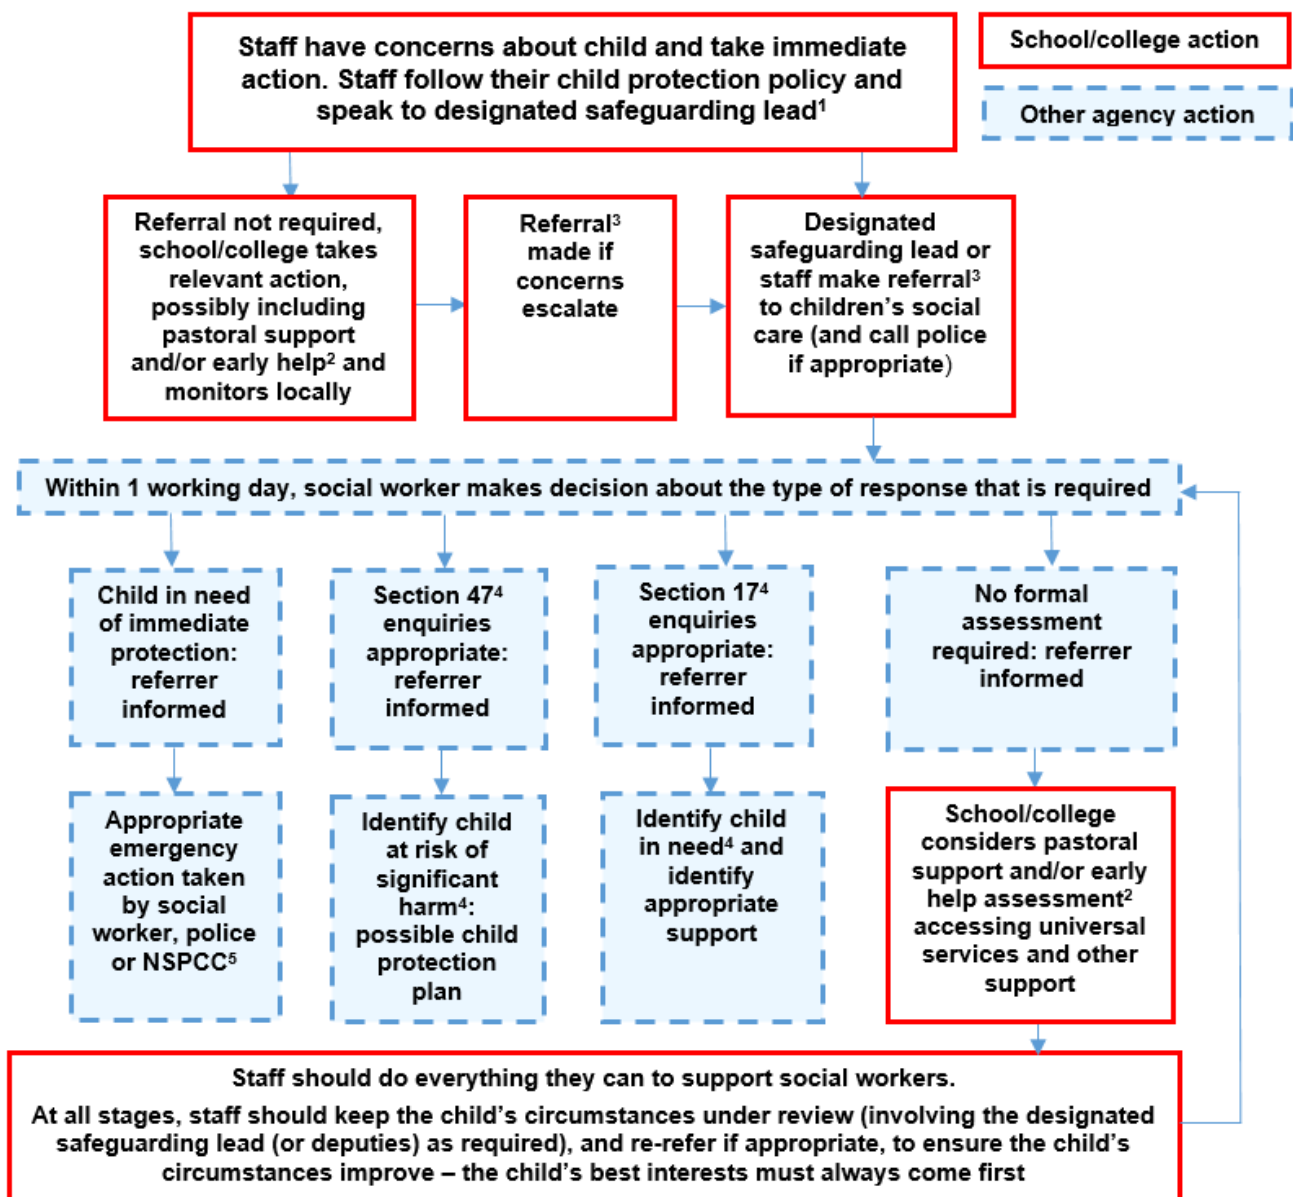 Staff have concerns about child and take immediate
action. Staff follow their child protection policy and
speak to designated safeguarding lead¹
School/college action
Other agency action
Referral not required,
school/college takes
relevant action,
possibly including
pastoral support
and/or early help² and
monitors locally
Referral³
made if
concerns
escalate
Designated
safeguarding lead or
staff make referral³
to children’s social
care (and call police
if appropriate)
Within 1 working day, social worker makes decision about the type of response that is required
Child in need
of immediate
protection:
referrer
informed
Section 47⁴
enquiries
appropriate:
referrer
informed
Section 17⁴
enquiries
appropriate:
referrer
informed
No formal
assessment
required: referrer
informed
Appropriate
emergency
action taken
by social
worker, police
or NSPCC⁵
Identify child
at risk of
significant
harm⁴:
possible child
protection
plan
Identify child
in need⁴ and
identify
appropriate
support
School/college
considers pastoral
support and/or early
help assessment²
accessing universal
services and other
support
Staff should do everything they can to support social workers.
At all stages, staff should keep the child’s circumstances under review (involving the designated
safeguarding lead (or deputies) as required), and re-refer if appropriate, to ensure the child’s
circumstances improve – the child’s best interests must always come first